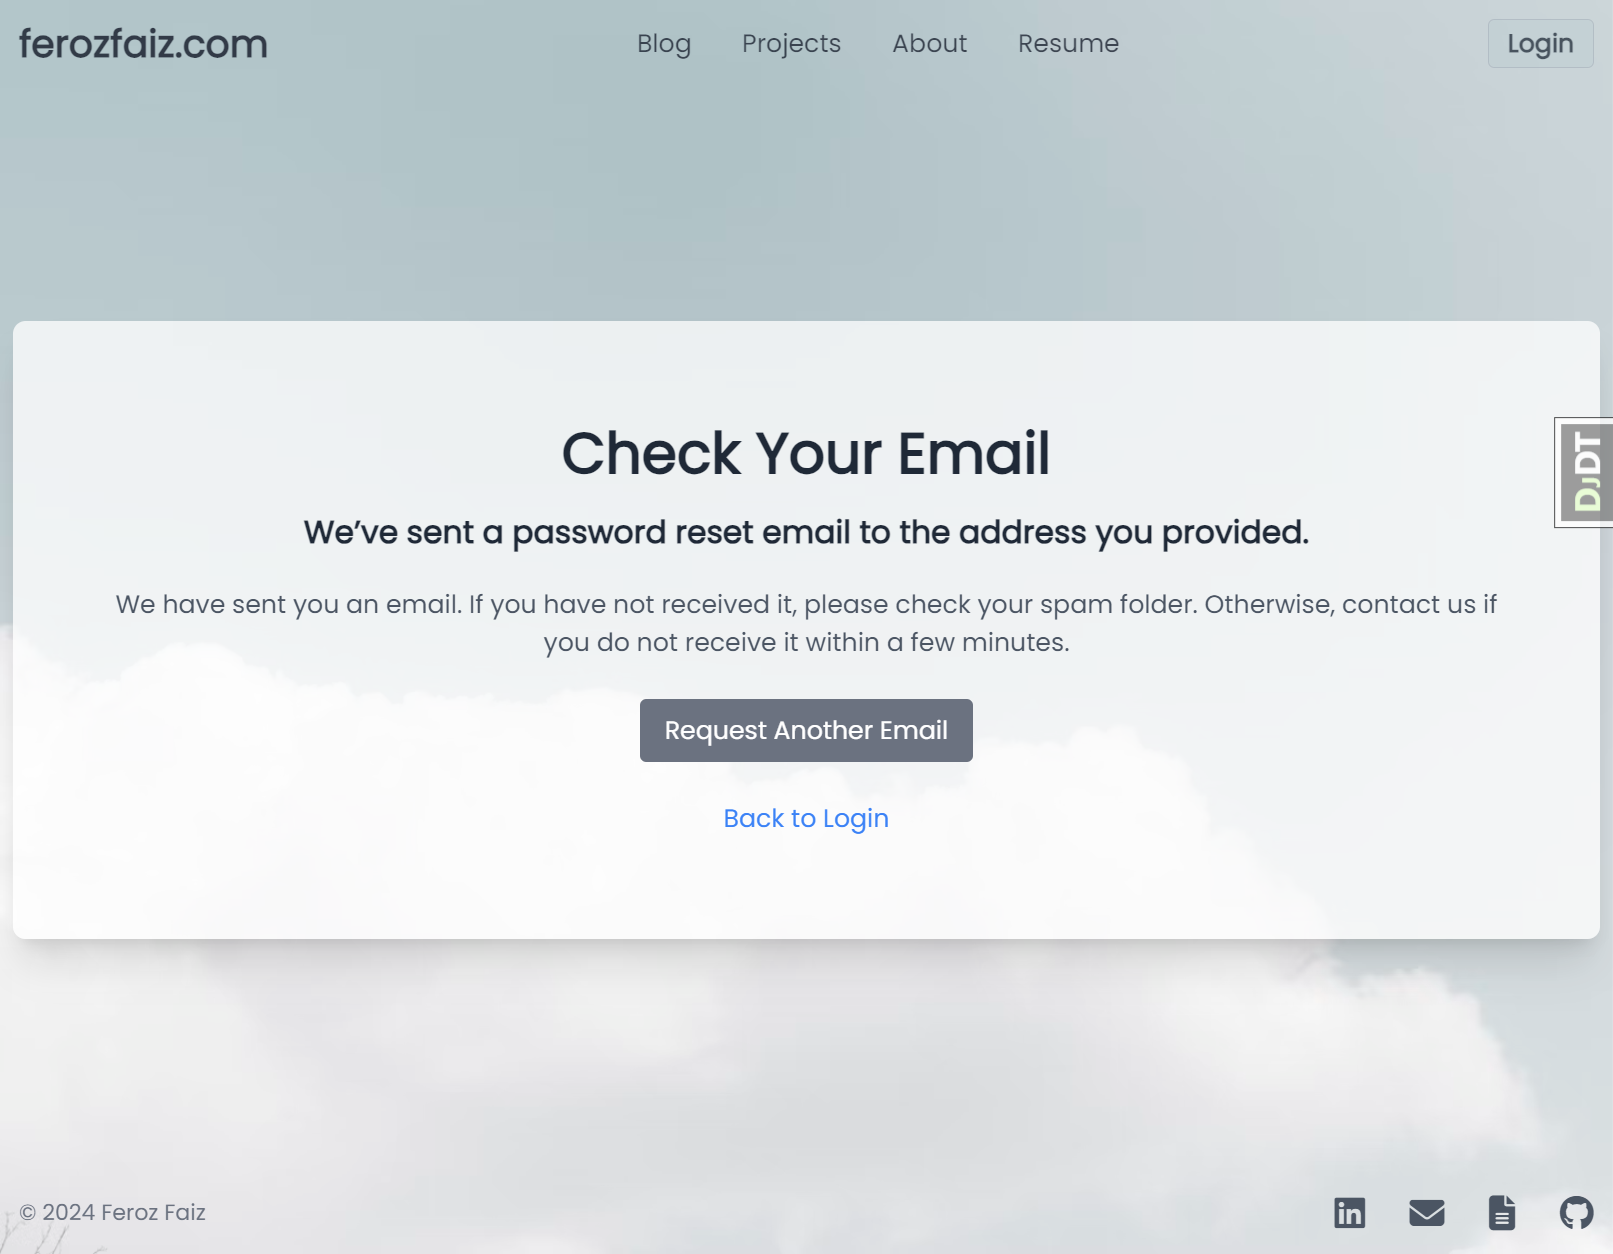 ferozfaiz.com
Blog
Projects
About
Resume
Login
Check Your Email
We’ve sent a password reset email to the address you provided.
We have sent you an email. If you have not received it, please check your spam folder. Otherwise, contact us if
you do not receive it within a few minutes.
Request Another Email
Back to Login
DJDT
© 2024 Feroz Faiz
in